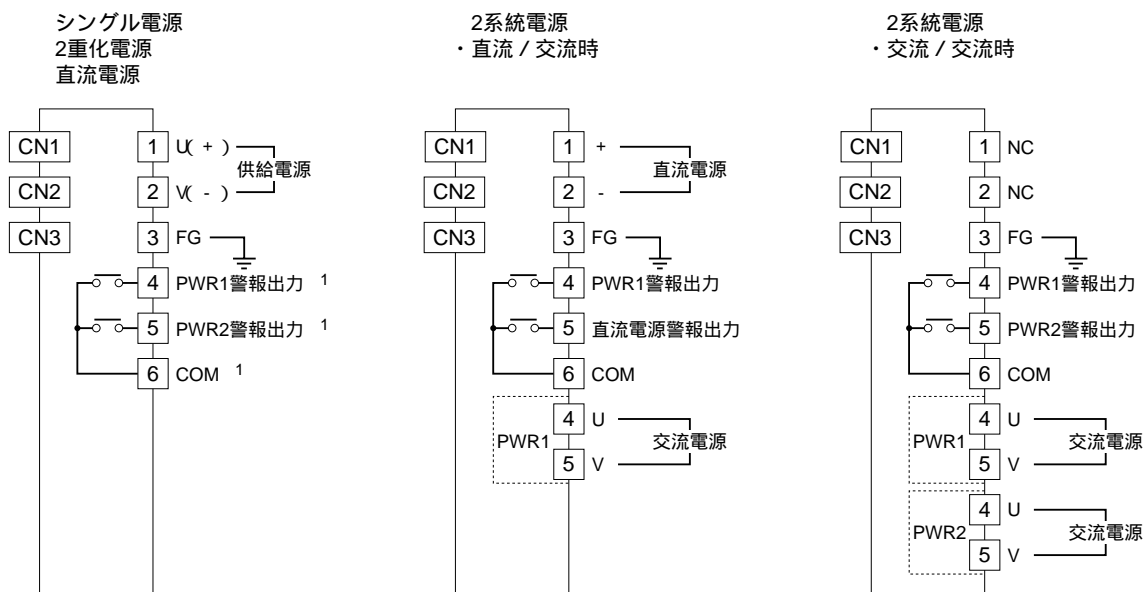 シングル電源
2重化電源
直流電源
CN1
1 U( + )
供給電源
CN2
2 V( - )
CN3
3 FG
4 PWR1警報出力 1
5 PWR2警報出力 1
6 COM 1
2系統電源
・直流 / 交流時
CN1
1 +
直流電源
CN2
2 -
CN3
3 FG
4 PWR1警報出力
5 直流電源警報出力
6 COM
4 U
PWR1
交流電源
5 V
2系統電源
・交流 / 交流時
CN1
1 NC
CN2
2 NC
CN3
3 FG
4 PWR1警報出力
5 PWR2警報出力
6 COM
4 U
PWR1
交流電源
5 V
4 U
PWR2
交流電源
5 V